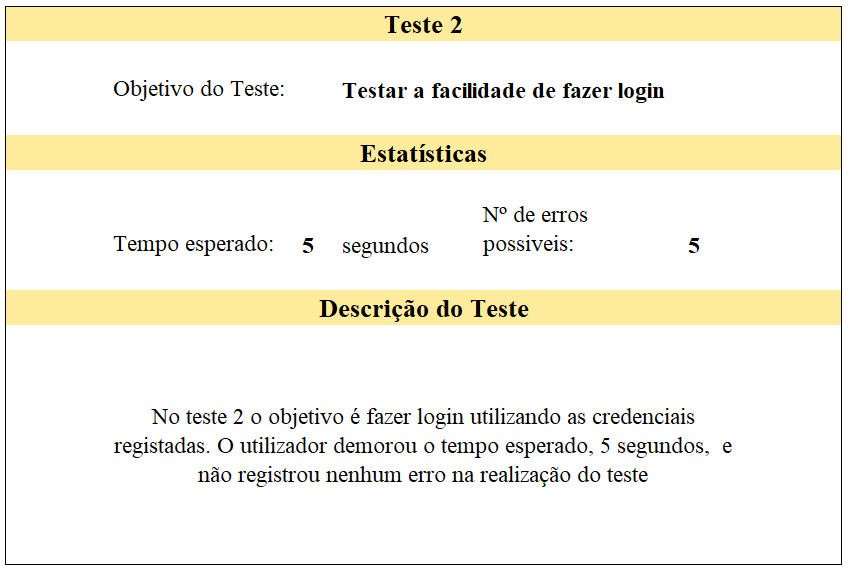 Teste 2
Objetivo do Teste: Testar a facilidade de fazer login
Estatísticas
Tempo esperado: 5 segundos Nº de erros possiveis: 5
Descrição do Teste
No teste 2 o objetivo é fazer login utilizando as credenciais
registadas. O utilizador demorou o tempo esperado, 5 segundos, e
não registrou nenhum erro na realização do teste